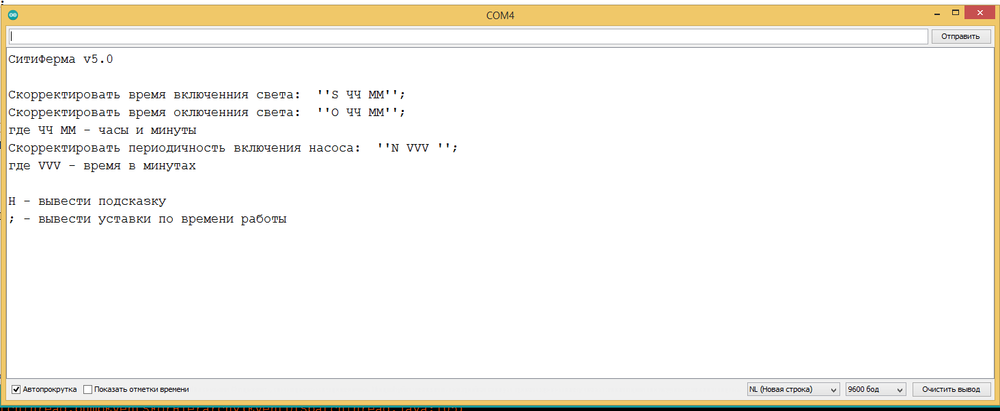 COM4
Отправить
СитиФерма v5.0
Скорректировать время включенния света:  ''S ЧЧ ММ'';
Скорректировать время оключенния света:  ''O ЧЧ ММ'';
где ЧЧ ММ - часы и минуты
Скорректировать периодичность включения насоса:  ''N VVV '';
где VVV - время в минутах
H - вывести подсказку
; - вывести уставки по времени работы
Автопрокрутка Показать отметки времени NL (Новая строка) 9600 бод Очистить вывод